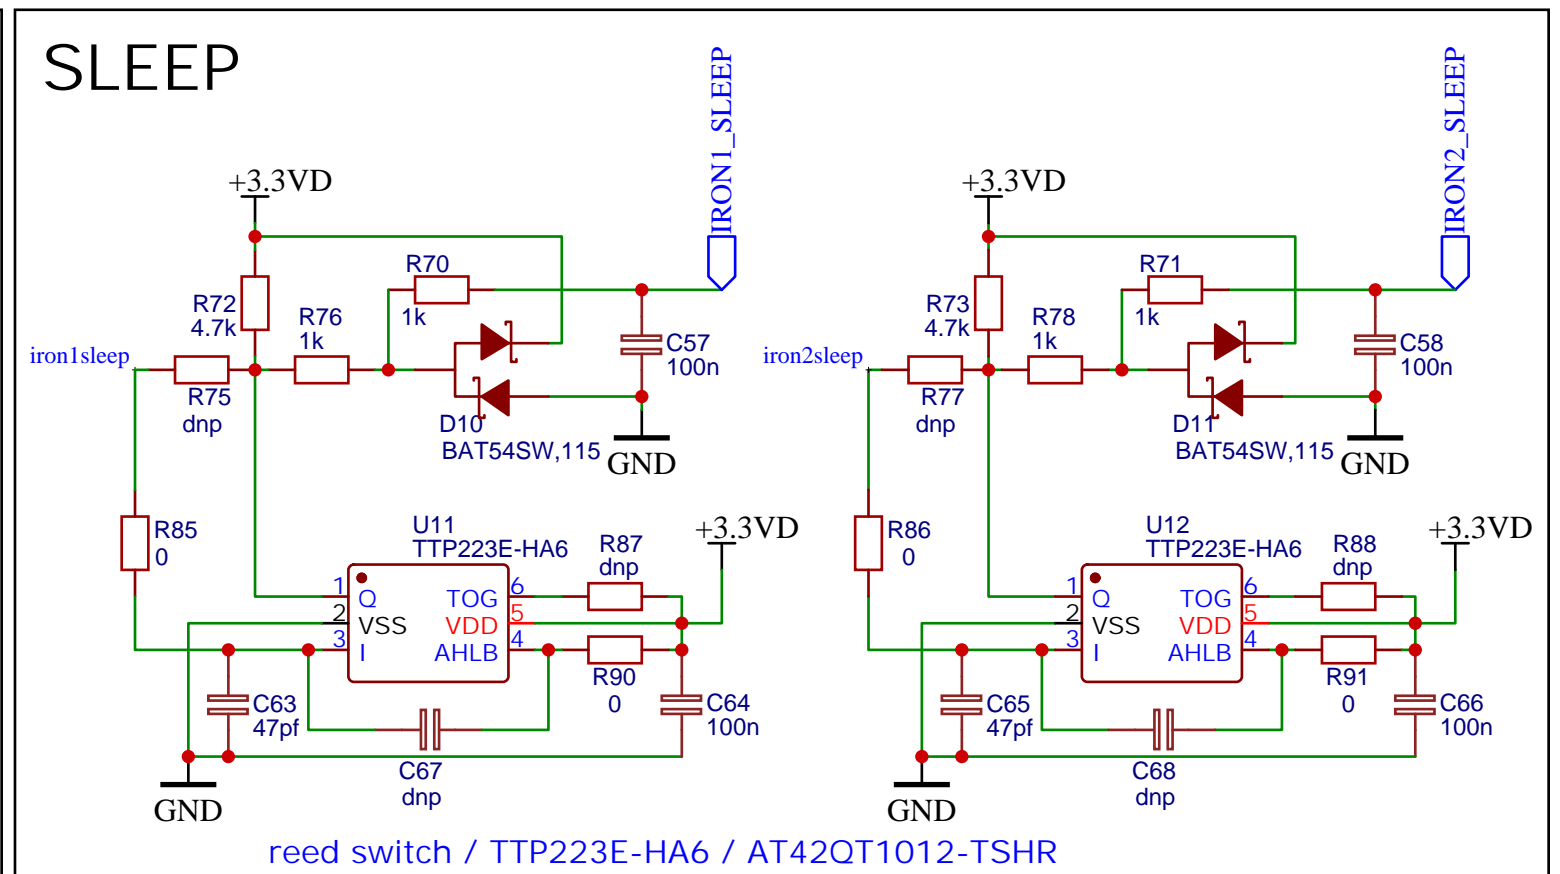 SLEEP
IRON1_SLEEP
IRON2_SLEEP
+3.3VD
+3.3VD
R70
1k
R71
1k
R72
4.7k
R76
1k
R73
4.7k
R78
1k
C57
100n
C58
100n
iron1sleep
iron2sleep
R75
dnp
R77
dnp
D10
BAT54SW,115
D11
BAT54SW,115
GND
GND
R85
0
U11
TTP223E-HA6
R87
dnp
+3.3VD
R86
0
U12
TTP223E-HA6
R88
dnp
+3.3VD
1 Q TOG 6
2 VSS VDD 5
3 I AHLB 4
1 Q TOG 6
2 VSS VDD 5
3 I AHLB 4
R90
0
R91
0
C63
47pf
C64
100n
C65
47pf
C66
100n
C67
dnp
C68
dnp
GND
GND
reed switch / TTP223E-HA6 / AT42QT1012-TSHR